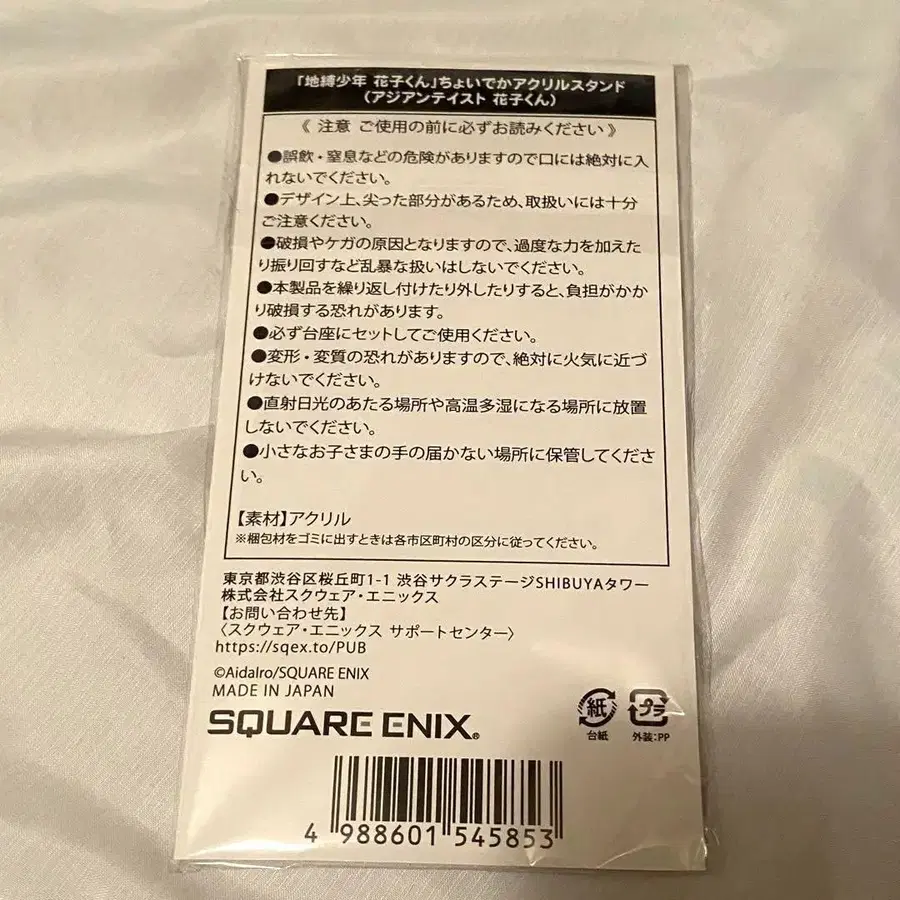 「地縛少年 花子くん」ちょいでかアクリルスタンド
（アジアンテイスト 花子くん）
《 注意 ご使用の前に必ずお読みください 》
●誤飲・窒息などの危険がありますので口には絶対に入
れないでください。
●デザイン上、尖った部分があるため、取扱いには十分
ご注意ください。
●破損やケガの原因となりますので、過度な力を加えた
り振り回すなど乱暴な扱いはしないでください。
●本製品を繰り返し付けたり外したりすると、負担がかか
り破損する恐れがあります。
●必ず台座にセットしてご使用ください。
●変形・変質の恐れがありますので、絶対に火気に近づ
けないでください。
●直射日光のあたる場所や高温多湿になる場所に放置
しないでください。
●小さなお子さまの手の届かない場所に保管してくださ
い。
【素材】アクリル
※梱包材をゴミに出すときは各市区町村の区分に従ってください。
東京都渋谷区桜丘町1-1 渋谷サクラステージSHIBUYAタワー
株式会社スクウェア・エニックス
【お問い合わせ先】
〈スクウェア・エニックス サポートセンター〉
https://sqex.to/PUB
©AidaIro/SQUARE ENIX
MADE IN JAPAN
SQUARE ENIX®
紙 プラ
台紙 外装:PP
4 988601 545853